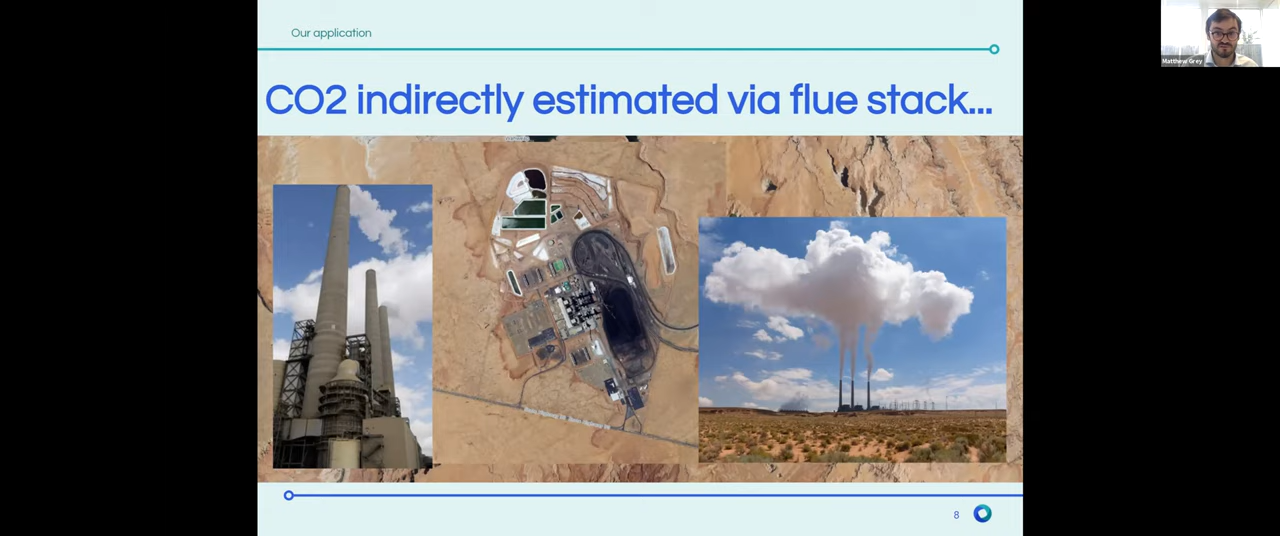 Our application
CO2 indirectly estimated via flue stack...
8
Matthew Grey